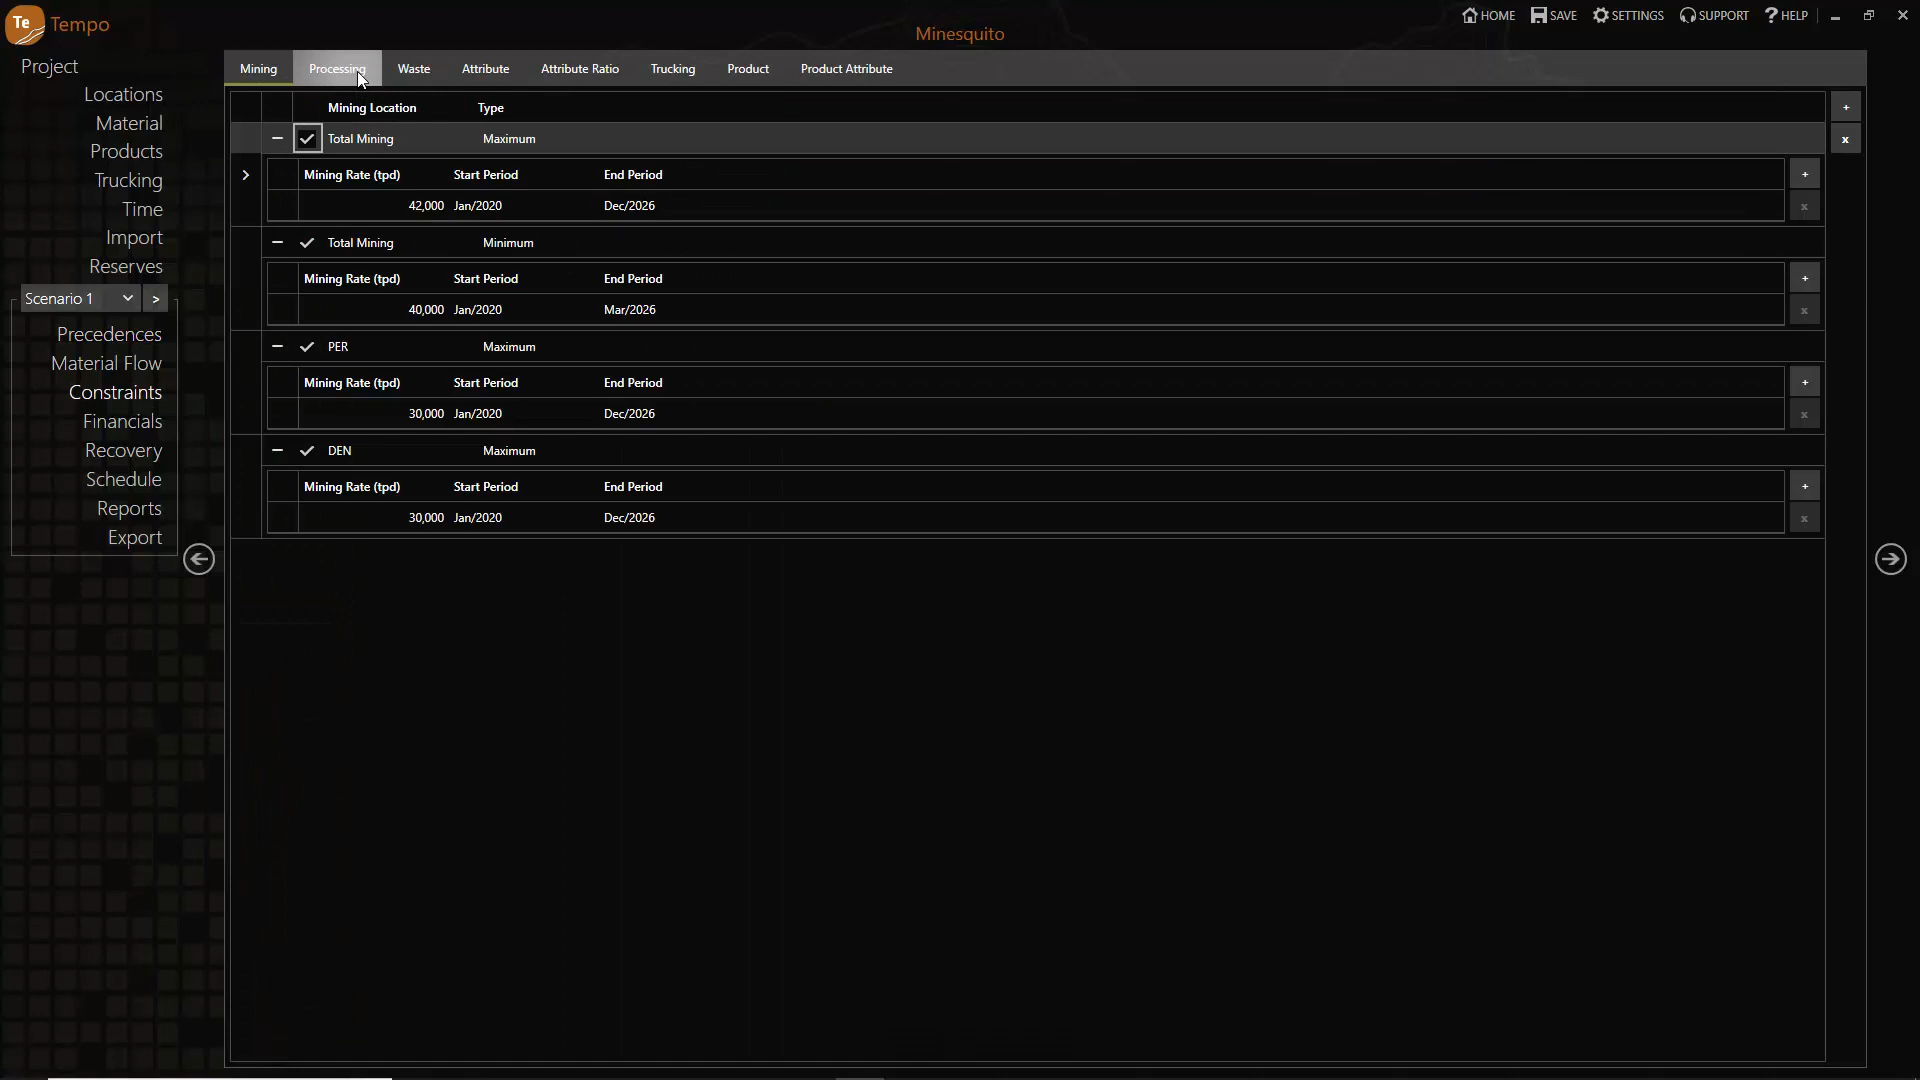 Te Tempo
HOME SAVE SETTINGS SUPPORT ? HELP
Minesquito
Project
Locations
Material
Products
Trucking
Time
Import
Reserves
Scenario 1 >
Precedences
Material Flow
Constraints
Financials
Recovery
Schedule
Reports
Export
Mining Processing Waste Attribute Attribute Ratio Trucking Product Product Attribute
Mining Location Type +
Total Mining Maximum x
Mining Rate (tpd) Start Period End Period +
42,000 Jan/2020 Dec/2026 x
Total Mining Minimum
Mining Rate (tpd) Start Period End Period +
40,000 Jan/2020 Mar/2026 x
PER Maximum
Mining Rate (tpd) Start Period End Period +
30,000 Jan/2020 Dec/2026 x
DEN Maximum
Mining Rate (tpd) Start Period End Period +
30,000 Jan/2020 Dec/2026 x